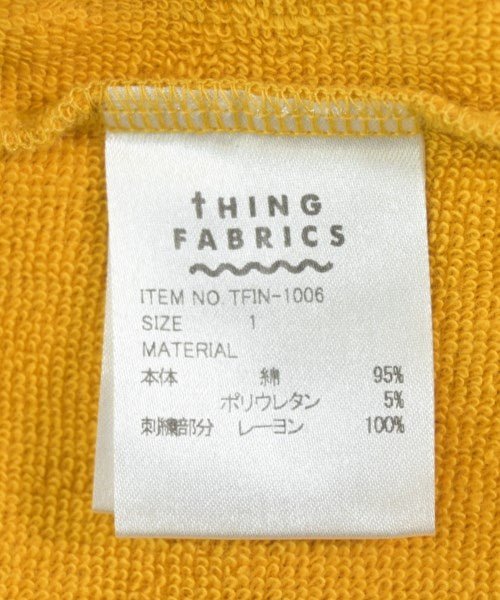 tHING
FABRICS
ITEM NO. TFIN-1006
SIZE 1
MATERIAL
本体 綿 95%
ポリウレタン 5%
刺繍部分 レーヨン 100%